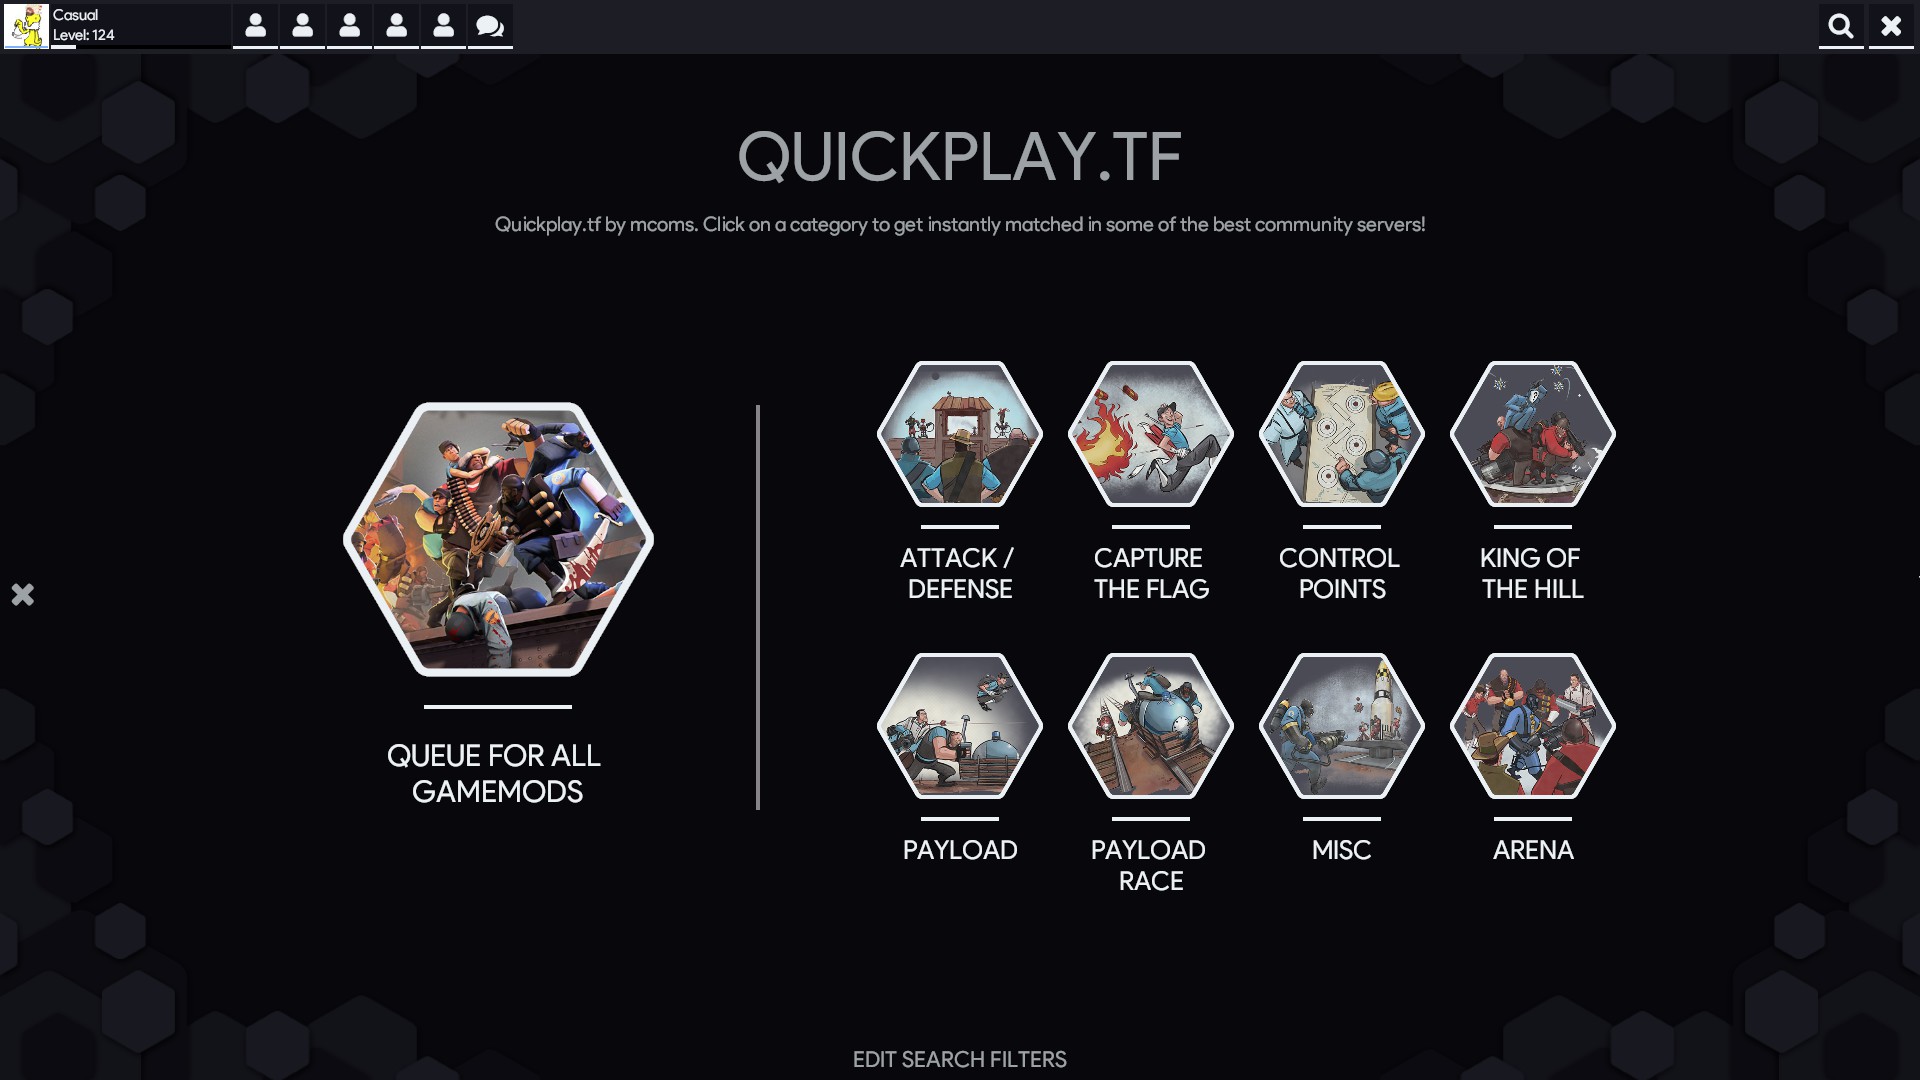 Casual
Level: 124
QUICKPLAY.TF
Quickplay.tf by mcoms. Click on a category to get instantly matched in some of the best community servers!
QUEUE FOR ALL
GAMEMODS
ATTACK /
DEFENSE
CAPTURE
THE FLAG
CONTROL
POINTS
KING OF
THE HILL
PAYLOAD
PAYLOAD
RACE
MISC
ARENA
EDIT SEARCH FILTERS